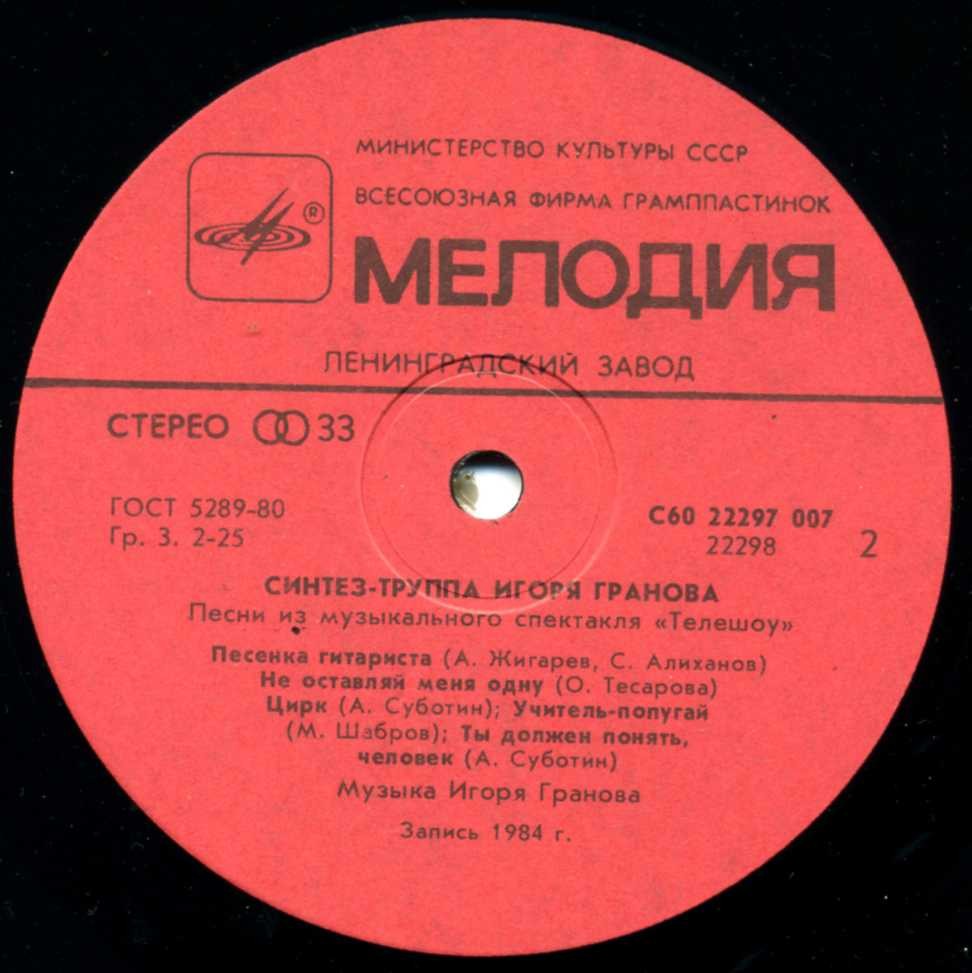 МИНИСТЕРСТВО КУЛЬТУРЫ СССР
ВСЕСОЮЗНАЯ ФИРМА ГРАМПЛАСТИНОК
®
МЕЛОДИЯ
ЛЕНИНГРАДСКИЙ ЗАВОД
СТЕРЕО 33
ГОСТ 5289-80
Гр. 3. 2-25
С60 22297 007
22298
2
СИНТЕЗ-ТРУППА ИГОРЯ ГРАНОВА
Песни из музыкального спектакля «Телешоу»
Песенка гитариста (А. Жигарев, С. Алиханов)
Не оставляй меня одну (О. Тесарова)
Цирк (А. Суботин); Учитель-попугай
(М. Шабров); Ты должен понять,
человек (А. Суботин)
Музыка Игоря Гранова
Запись 1984 г.